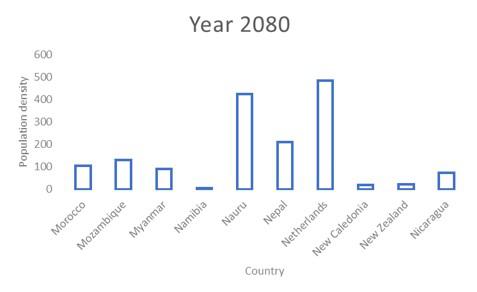 Year 2080
Population density
600
500
400
300
200
100
0
Morocco
Mozambique
Myanmar
Namibia
Nauru
Nepal
Netherlands
New Caledonia
New Zealand
Nicaragua
Country